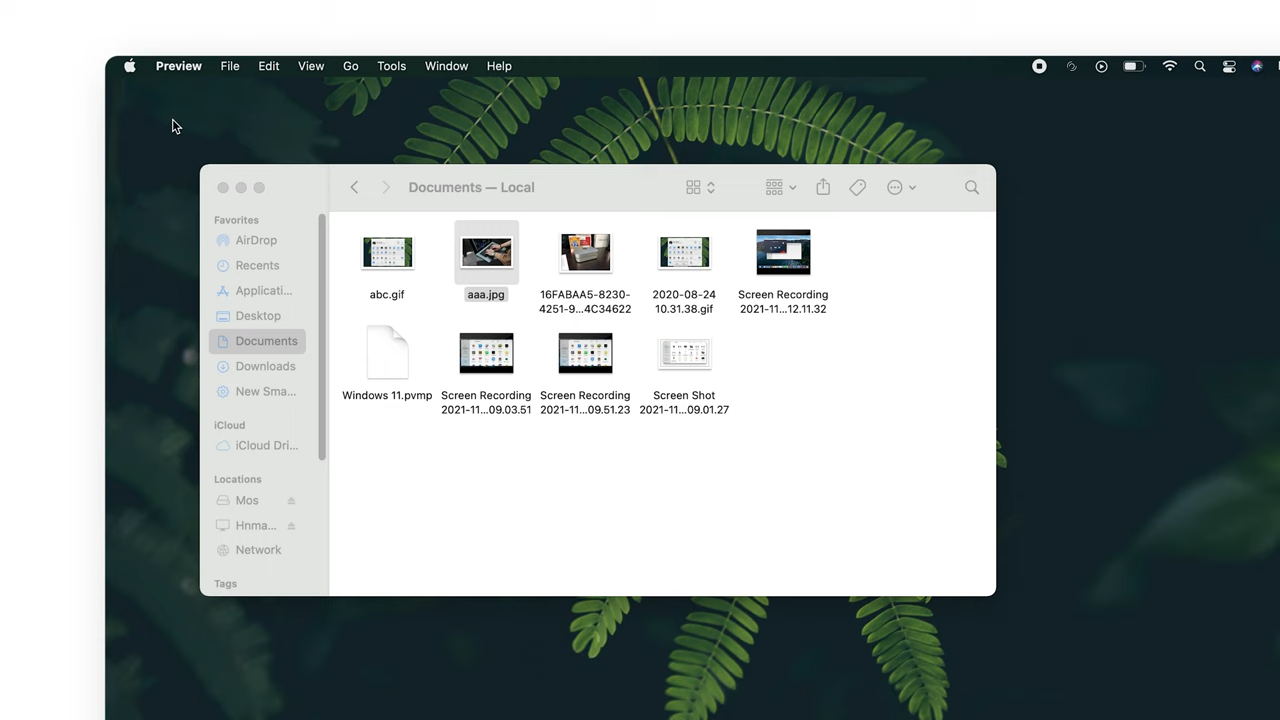 Preview File Edit View Go Tools Window Help
Documents — Local
Favorites
AirDrop
Recents
Applicati...
Desktop
Documents
Downloads
New Sma...
iCloud
iCloud Dri...
Locations
Mos
Hnma...
Network
Tags
abc.gif
aaa.jpg
16FABAA5-8230-
4251-9...4C34622
2020-08-24
10.31.38.gif
Screen Recording
2021-11...12.11.32
Windows 11.pvmp
Screen Recording
2021-11...09.03.51
Screen Recording
2021-11...09.51.23
Screen Shot
2021-11...09.01.27